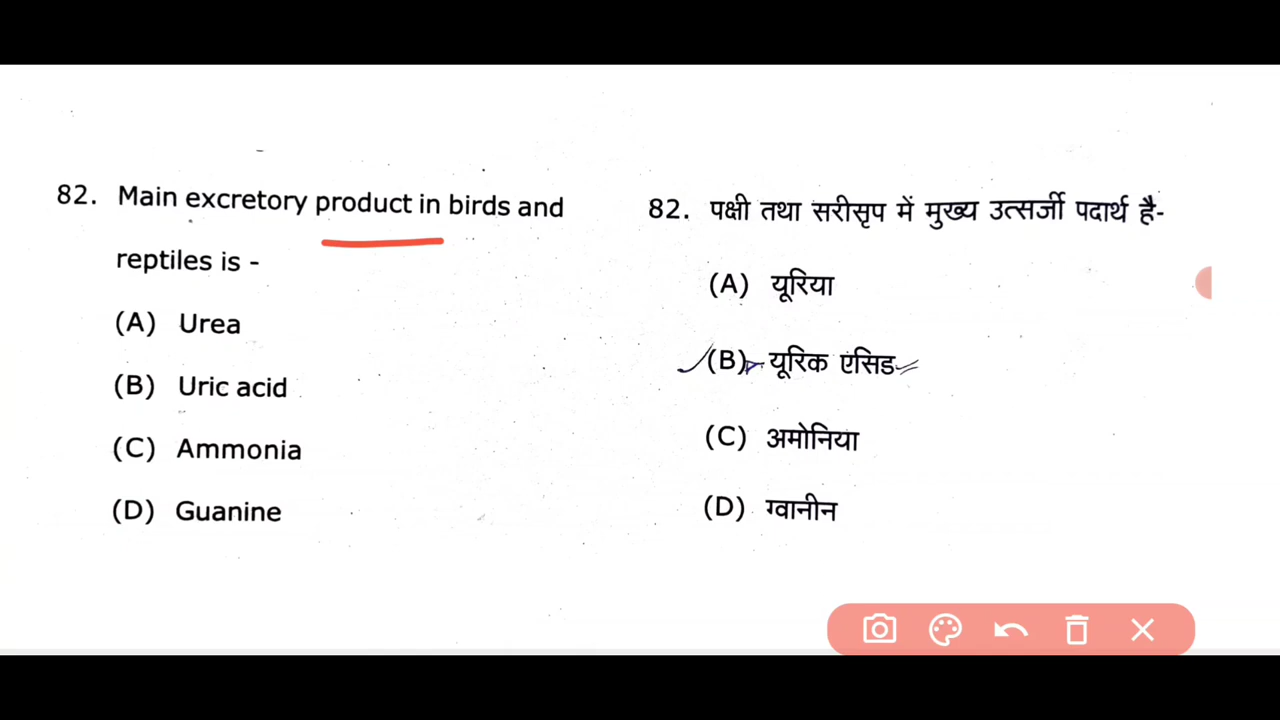 82. Main excretory product in birds and
reptiles is -
(A) Urea
(B) Uric acid
(C) Ammonia
(D) Guanine
82. पक्षी तथा सरीसृप में मुख्य उत्सर्जी पदार्थ है-
(A) यूरिया
(B) यूरिक एसिड
(C) अमोनिया
(D) ग्वानीन